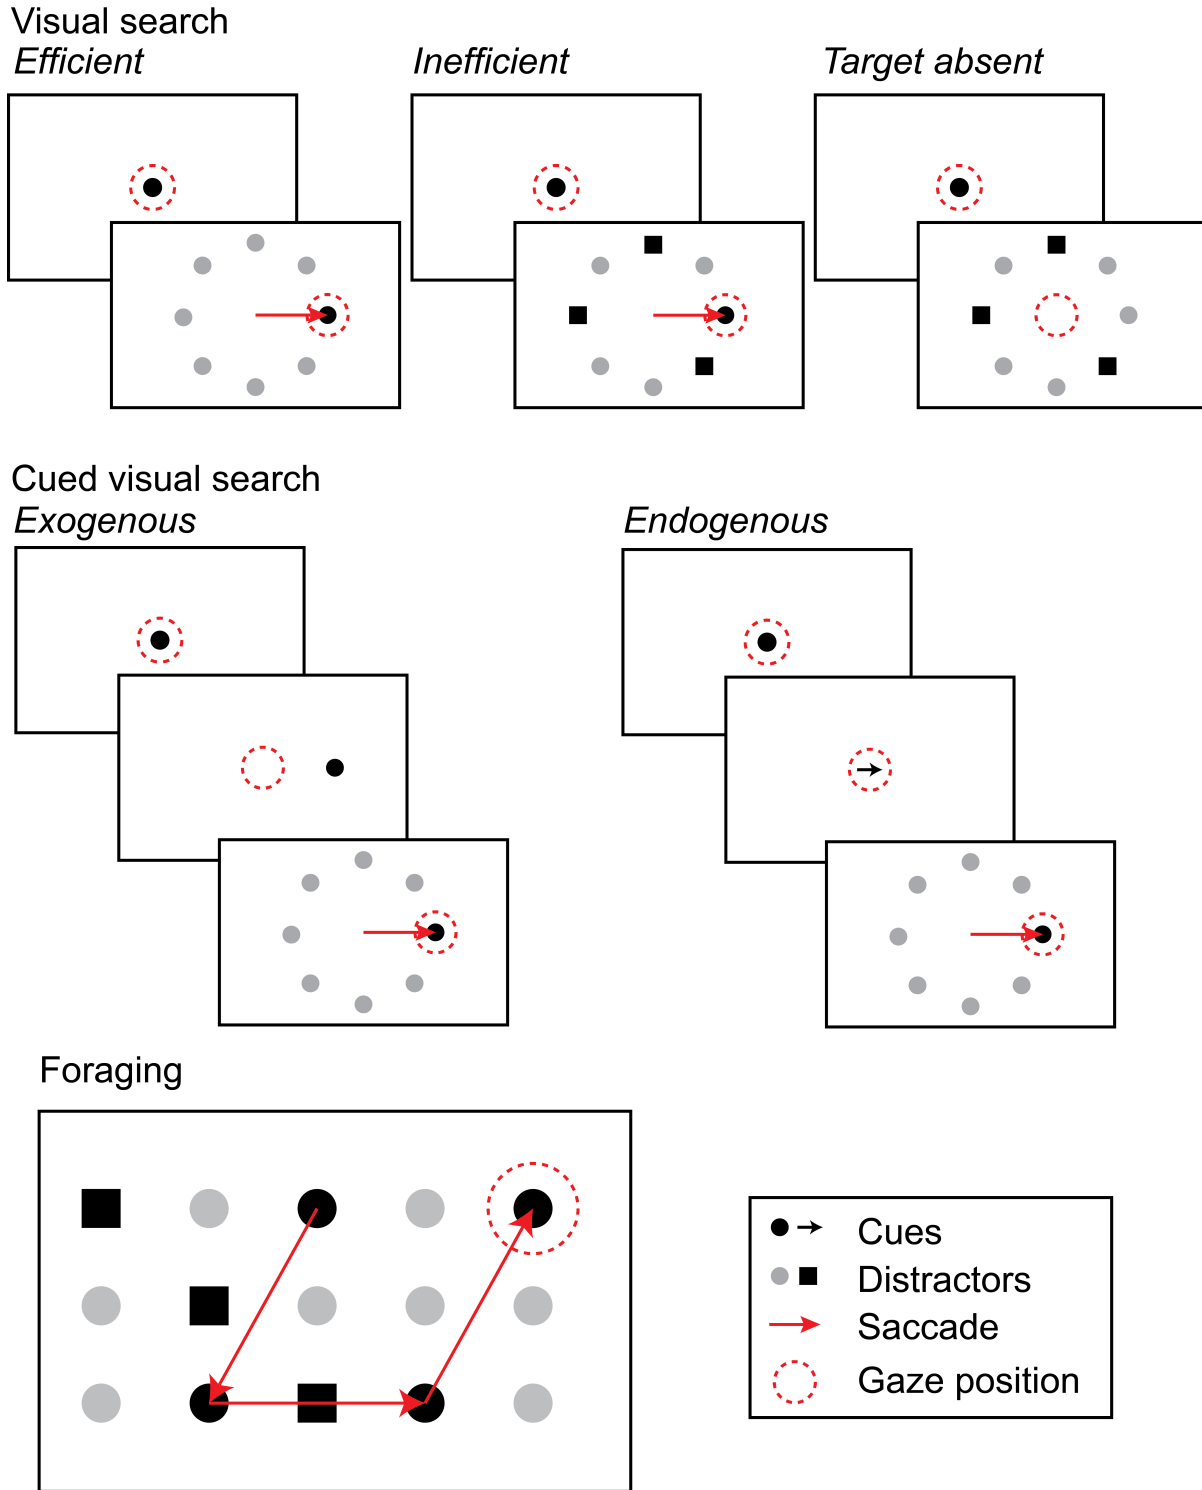 Visual search
Efficient
Inefficient
Target absent
Cued visual search
Exogenous
Endogenous
Foraging
Cues
Distractors
Saccade
Gaze position